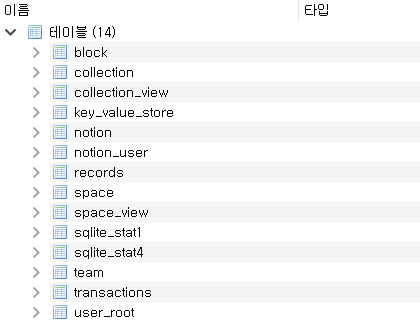 이름 타입
테이블 (14)
block
collection
collection_view
key_value_store
notion
notion_user
records
space
space_view
sqlite_stat1
sqlite_stat4
team
transactions
user_root